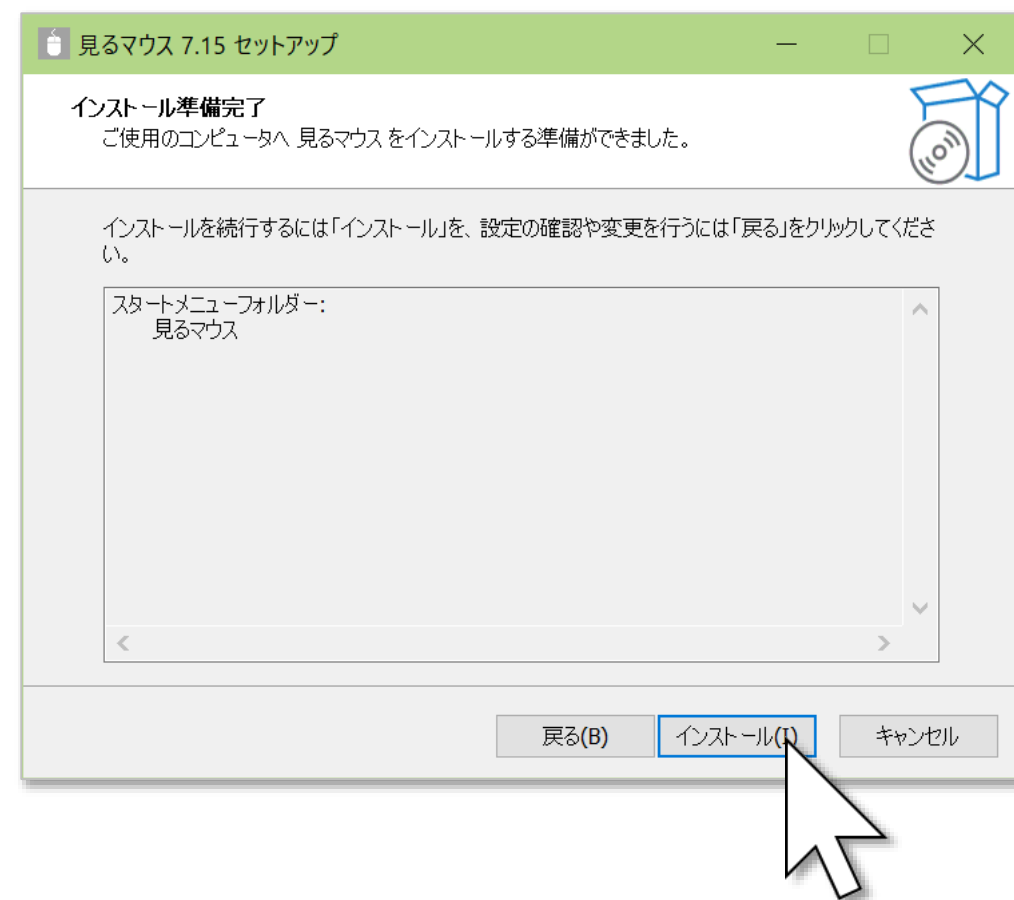 見るマウス 7.15 セットアップ
インストール準備完了
ご使用のコンピュータへ 見るマウス をインストールする準備ができました。
インストールを続行するには「インストール」を、設定の確認や変更を行うには「戻る」をクリックしてくださ
い。
スタートメニューフォルダー:
見るマウス
戻る(B) インストール(I) キャンセル